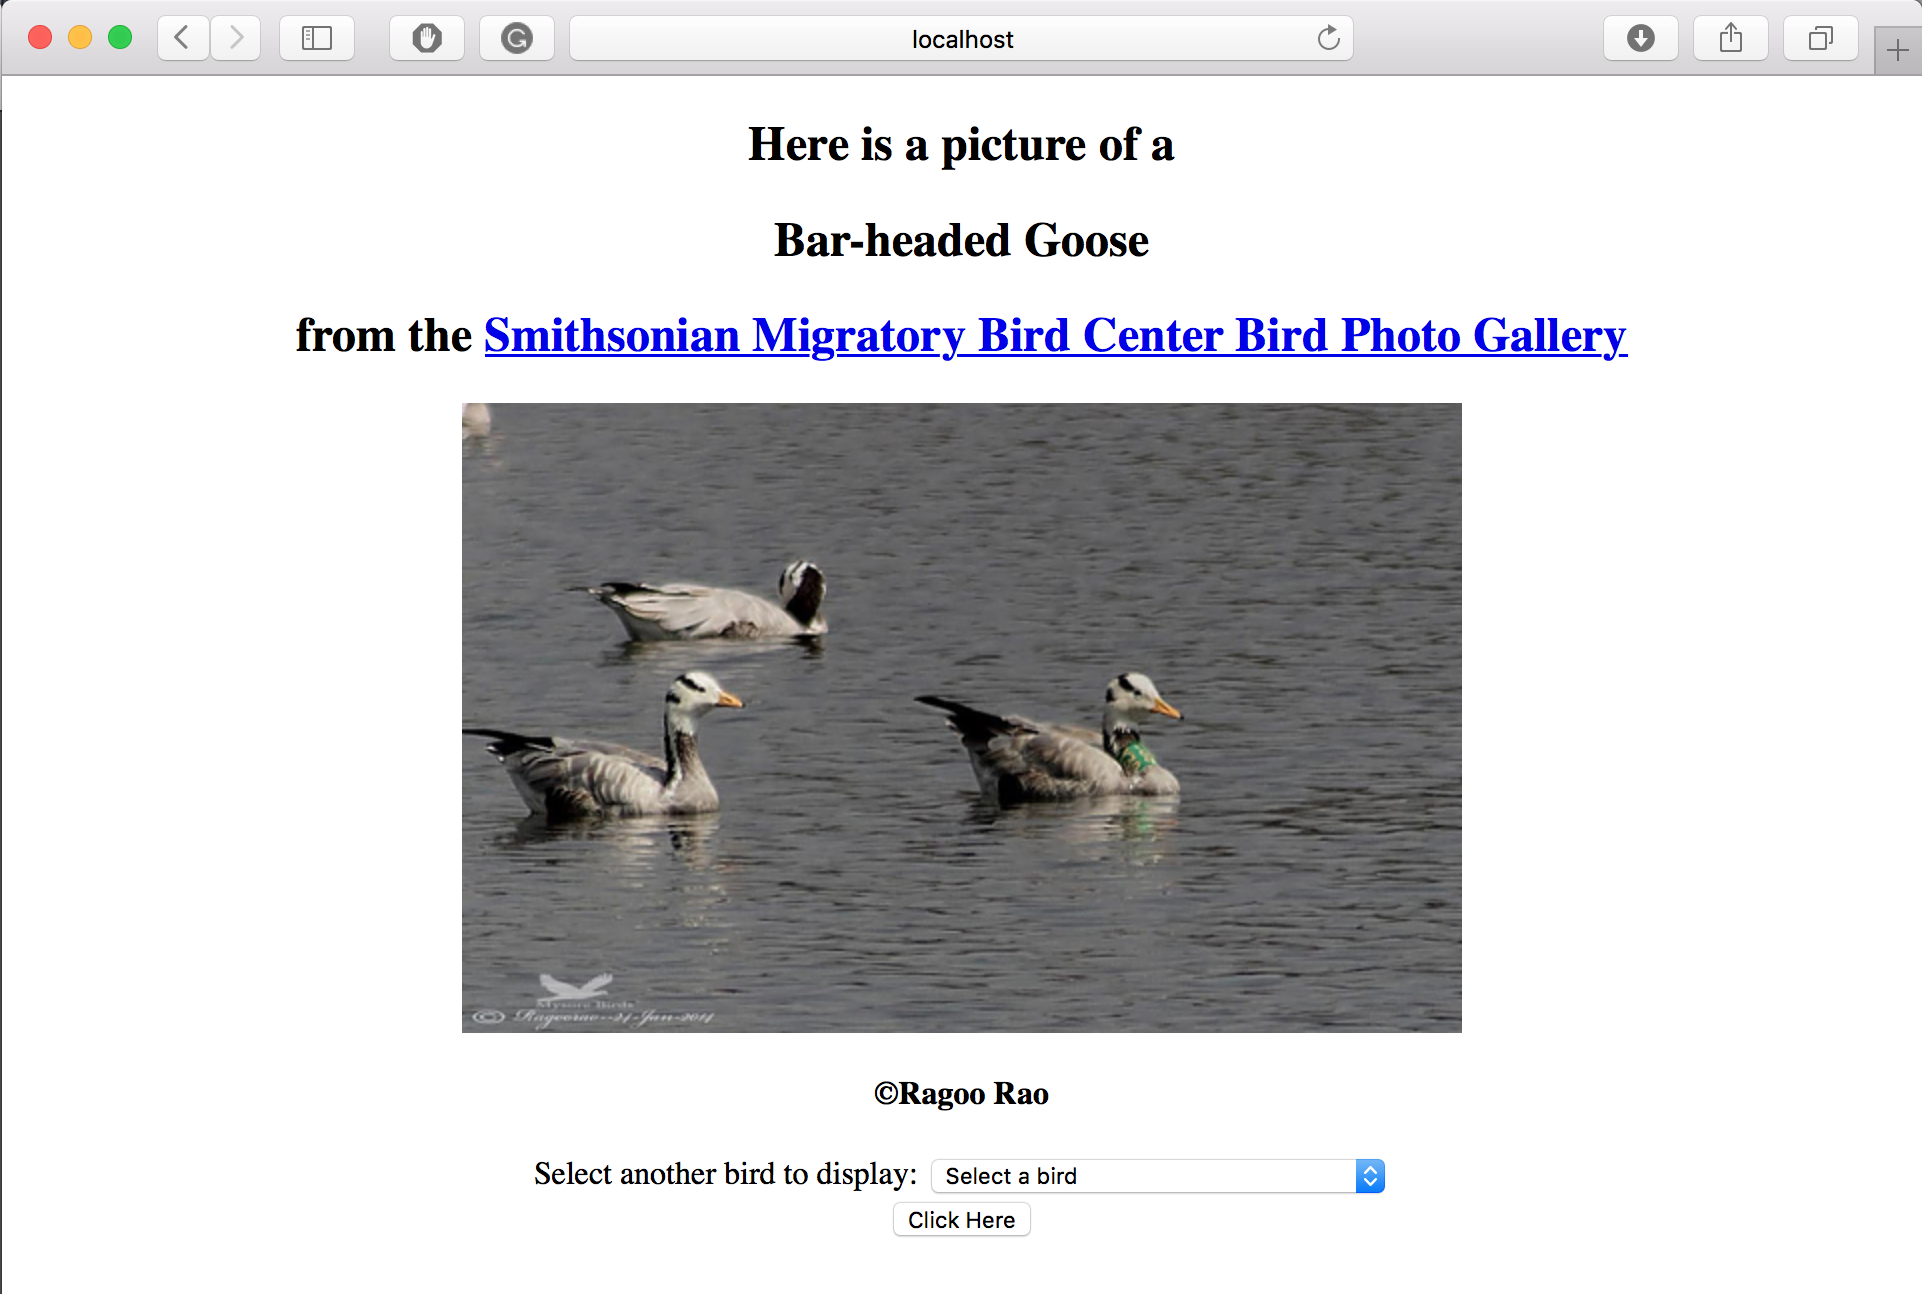 localhost
Here is a picture of a
Bar-headed Goose
from the Smithsonian Migratory Bird Center Bird Photo Gallery
Mysore Birds
© Ragoorao--24-Jan-2014
©Ragoo Rao
Select another bird to display: Select a bird
Click Here